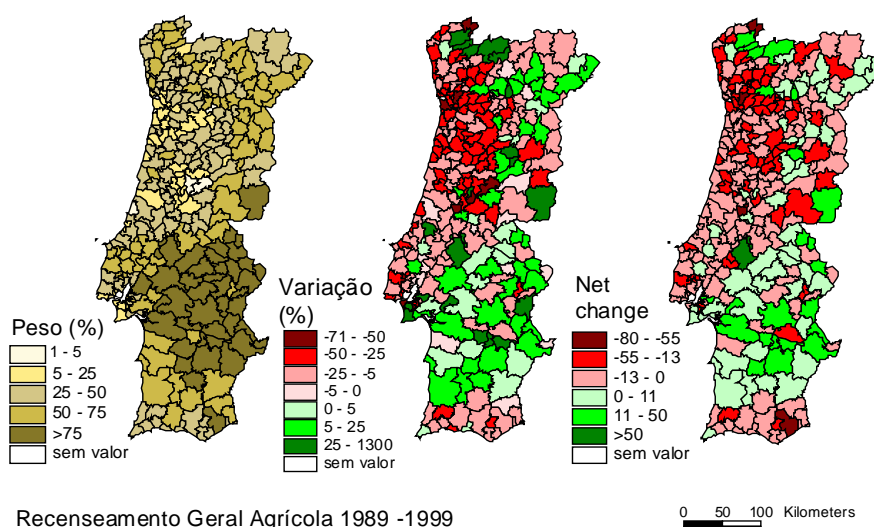 Peso (%)
1 - 5
5 - 25
25 - 50
50 - 75
>75
sem valor
Variação
(%)
-71 - -50
-50 - -25
-25 - -5
-5 - 0
0 - 5
5 - 25
25 - 1300
sem valor
Net
change
-80 - -55
-55 - -13
-13 - 0
0 - 11
11 - 50
>50
sem valor
Recenseamento Geral Agrícola 1989 -1999
0 50 100 Kilometers